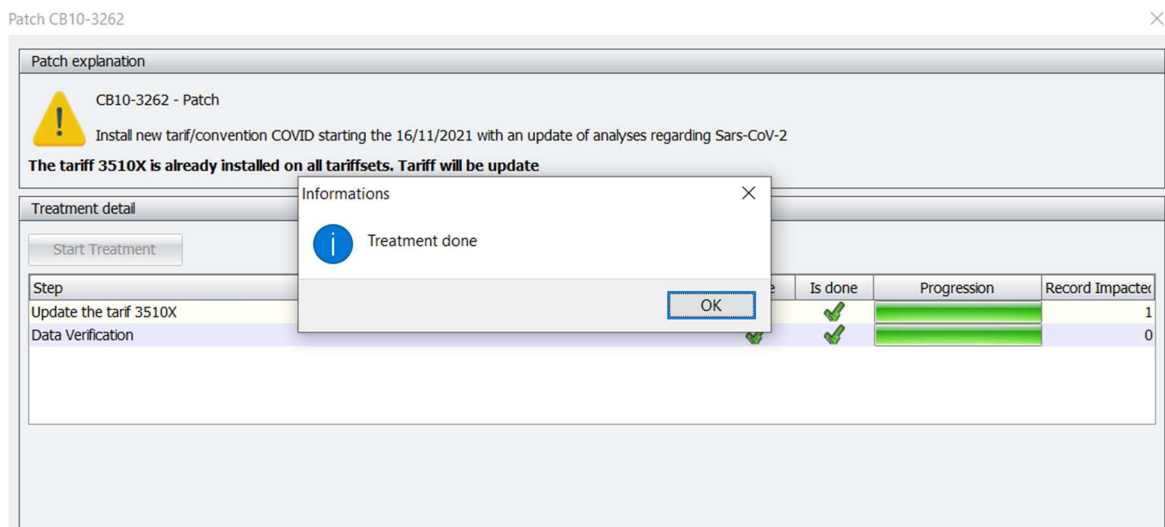 Patch CB10-3262
Patch explanation
CB10-3262 - Patch
Install new tarif/convention COVID starting the 16/11/2021 with an update of analyses regarding Sars-CoV-2
The tariff 3510X is already installed on all tariffsets. Tariff will be update
Informations
Treatment done
OK
Treatment detail
Start Treatment
Step Is done Progression Record Impacted
Update the tarif 3510X 1
Data Verification 0